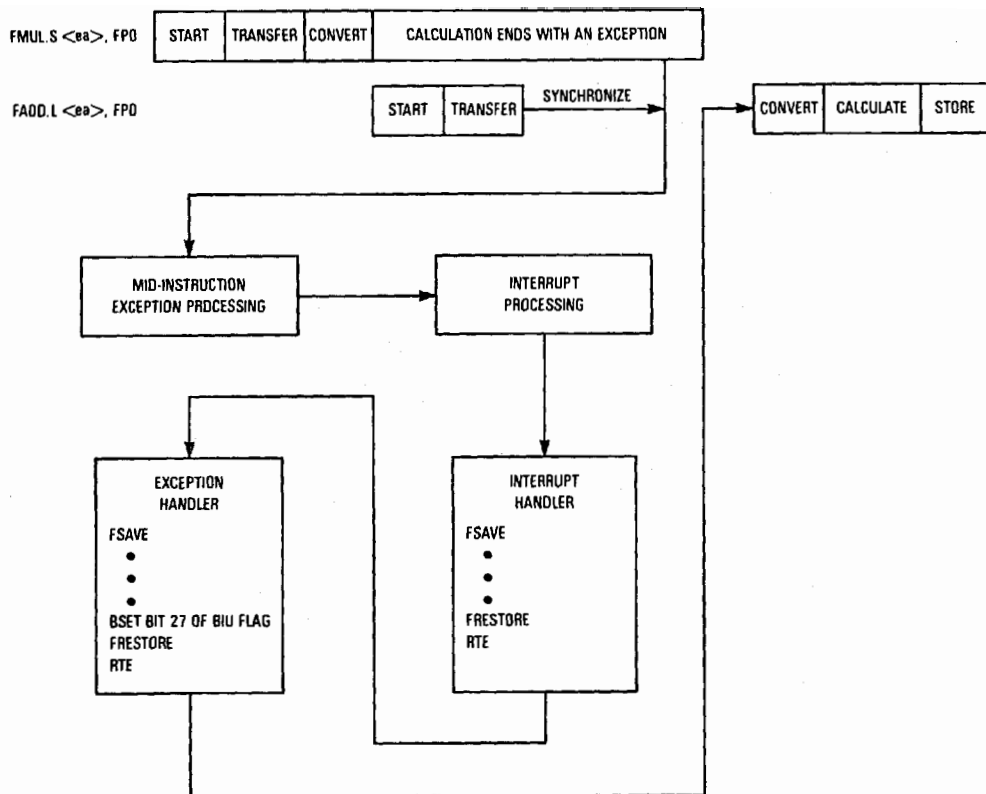 FMUL.S <ea>, FP0 START TRANSFER CONVERT CALCULATION ENDS WITH AN EXCEPTION
FADD.L <ea>, FP0 START TRANSFER SYNCHRONIZE CONVERT CALCULATE STORE
MID-INSTRUCTION
EXCEPTION PROCESSING
INTERRUPT
PROCESSING
EXCEPTION
HANDLER
FSAVE
•
•
•
BSET BIT 27 OF BIU FLAG
FRESTORE
RTE
INTERRUPT
HANDLER
FSAVE
•
•
•
FRESTORE
RTE